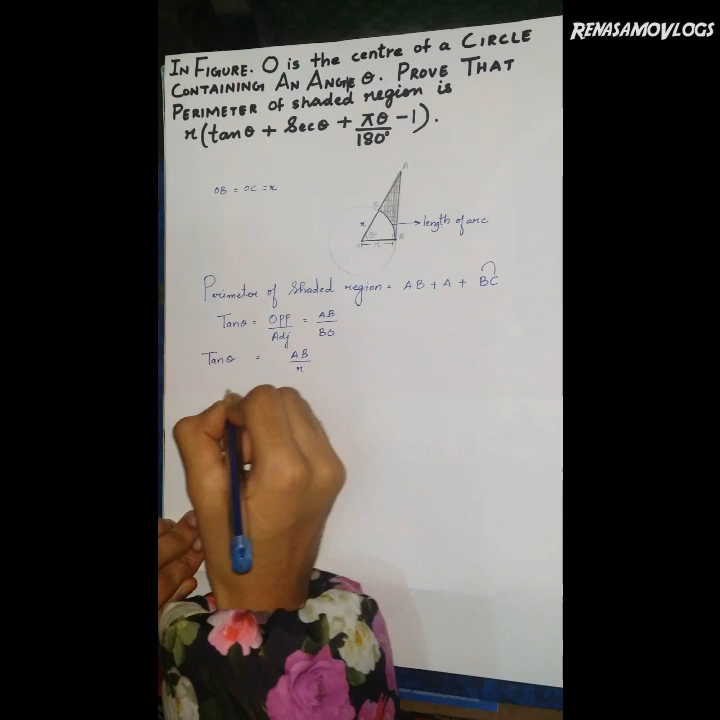 RENASAMOVLOGS
IN FIGURE. O is the centre of a CIRCLE
CONTAINING AN ANGLE θ. PROVE THAT
PERIMETER of shaded region is
r(tanθ + Secθ + πθ/180° - 1).
OB = OC = r
A
C
r
θ°
B
r
length of arc
Perimeter of Shaded region = AB + A + BC
Tanθ = OPP/Adj = AB/BO
Tanθ = AB/r